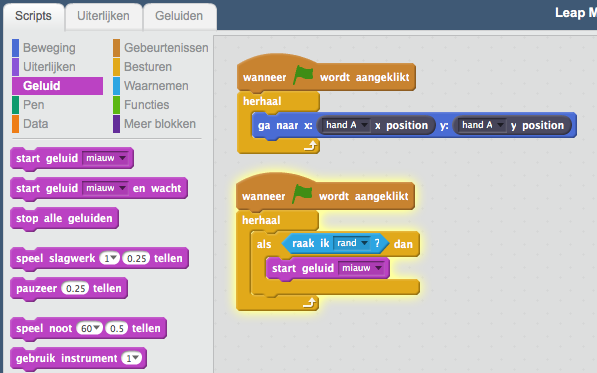 Scripts Uiterlijken Geluiden Leap M
Beweging Gebeurtenissen
Uiterlijken Besturen
Geluid Waarnemen
Pen Functies
Data Meer blokken
start geluid miauw
start geluid miauw en wacht
stop alle geluiden
speel slagwerk 1 0.25 tellen
pauzeer 0.25 tellen
speel noot 60 0.5 tellen
gebruik instrument 1
wanneer wordt aangeklikt
herhaal
ga naar x: hand A x position y: hand A y position
wanneer wordt aangeklikt
herhaal
als raak ik rand ? dan
start geluid miauw